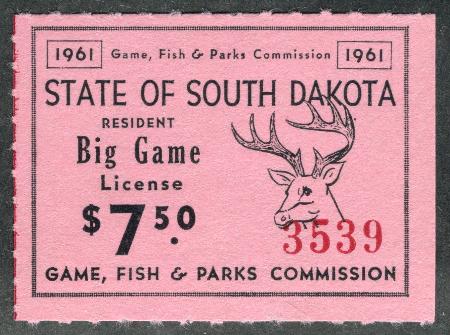 1961 Game, Fish & Parks Commission 1961
STATE OF SOUTH DAKOTA
RESIDENT
Big Game
License
$7.50
3539
GAME, FISH & PARKS COMMISSION